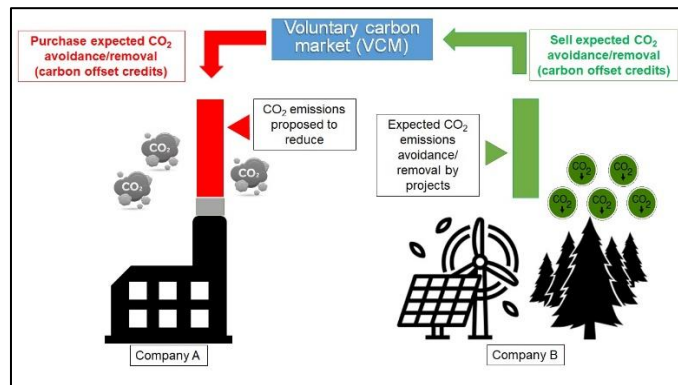 Purchase expected CO₂
avoidance/removal
(carbon offset credits)
Voluntary carbon
market (VCM)
Sell expected CO₂
avoidance/removal
(carbon offset credits)
CO₂ emissions
proposed to
reduce
Expected CO₂
emissions
avoidance/
removal by
projects
CO₂
CO₂
CO₂
CO₂
CO₂
CO₂
CO₂
CO₂
Company A
Company B